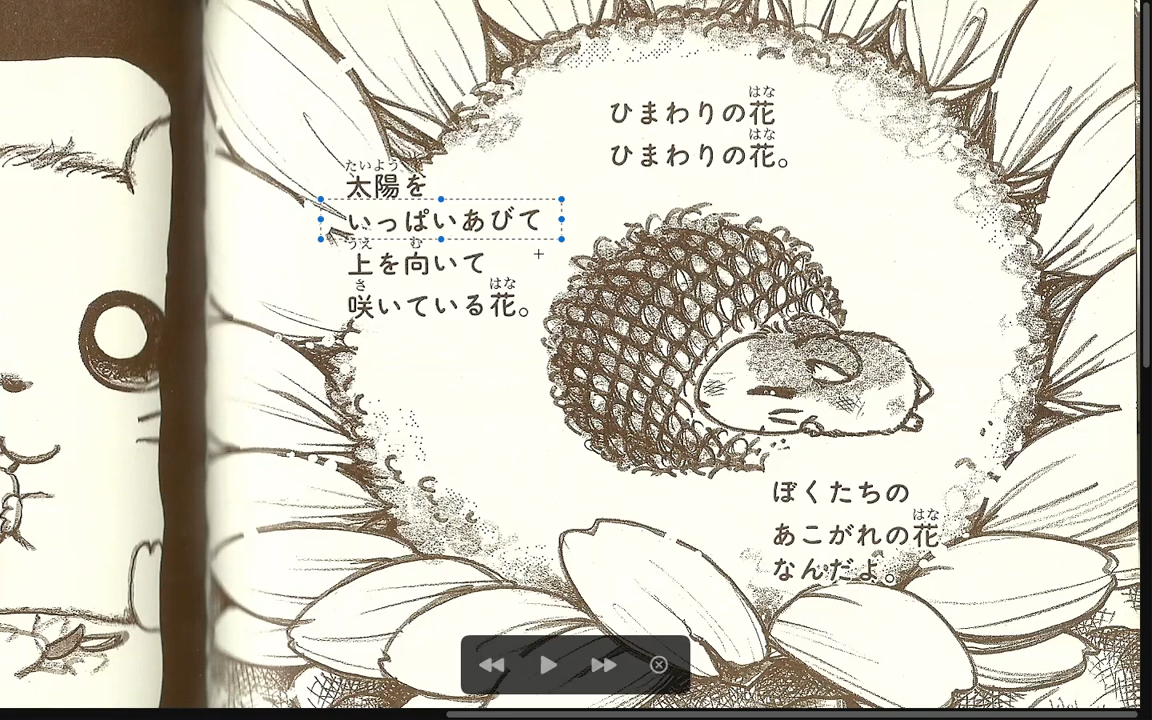 ひまわりの花
ひまわりの花。
太陽を
いっぱいあびて
上を向いて
咲いている花。
ぼくたちの
あこがれの花
なんだよ。